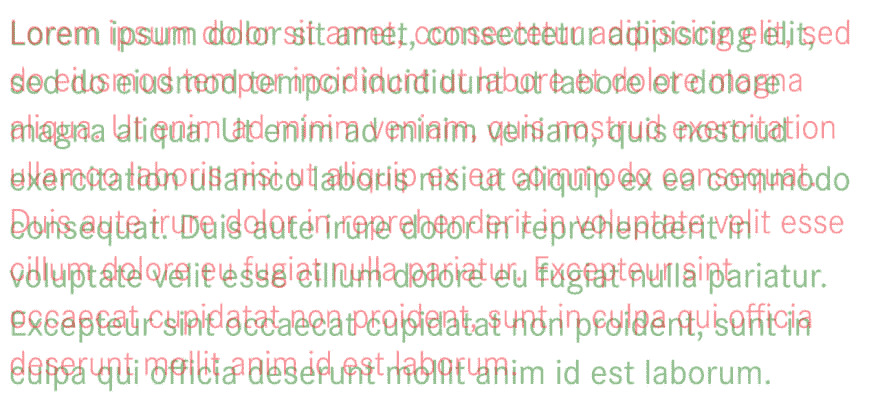 Lorem ipsum dolor sit amet, consectetur adipiscing elit, sed
Lorem ipsum dolor sit amet, consectetur adipiscing elit,
do eiusmod tempor incididunt ut labore et dolore magna
sed do eiusmod tempor incididunt ut labore et dolore
aliqua. Ut enim ad minim veniam, quis nostrud exercitation
magna aliqua. Ut enim ad minim veniam, quis nostrud
ullamco laboris nisi ut aliquip ex ea commodo consequat.
exercitation ullamco laboris nisi ut aliquip ex ea commodo
Duis aute irure dolor in reprehenderit in voluptate velit esse
consequat. Duis aute irure dolor in reprehenderit in
cillum dolore eu fugiat nulla pariatur. Excepteur sint
voluptate velit esse cillum dolore eu fugiat nulla pariatur.
occaecat cupidatat non proident, sunt in culpa qui officia
Excepteur sint occaecat cupidatat non proident, sunt in
deserunt mollit anim id est laborum.
culpa qui officia deserunt mollit anim id est laborum.